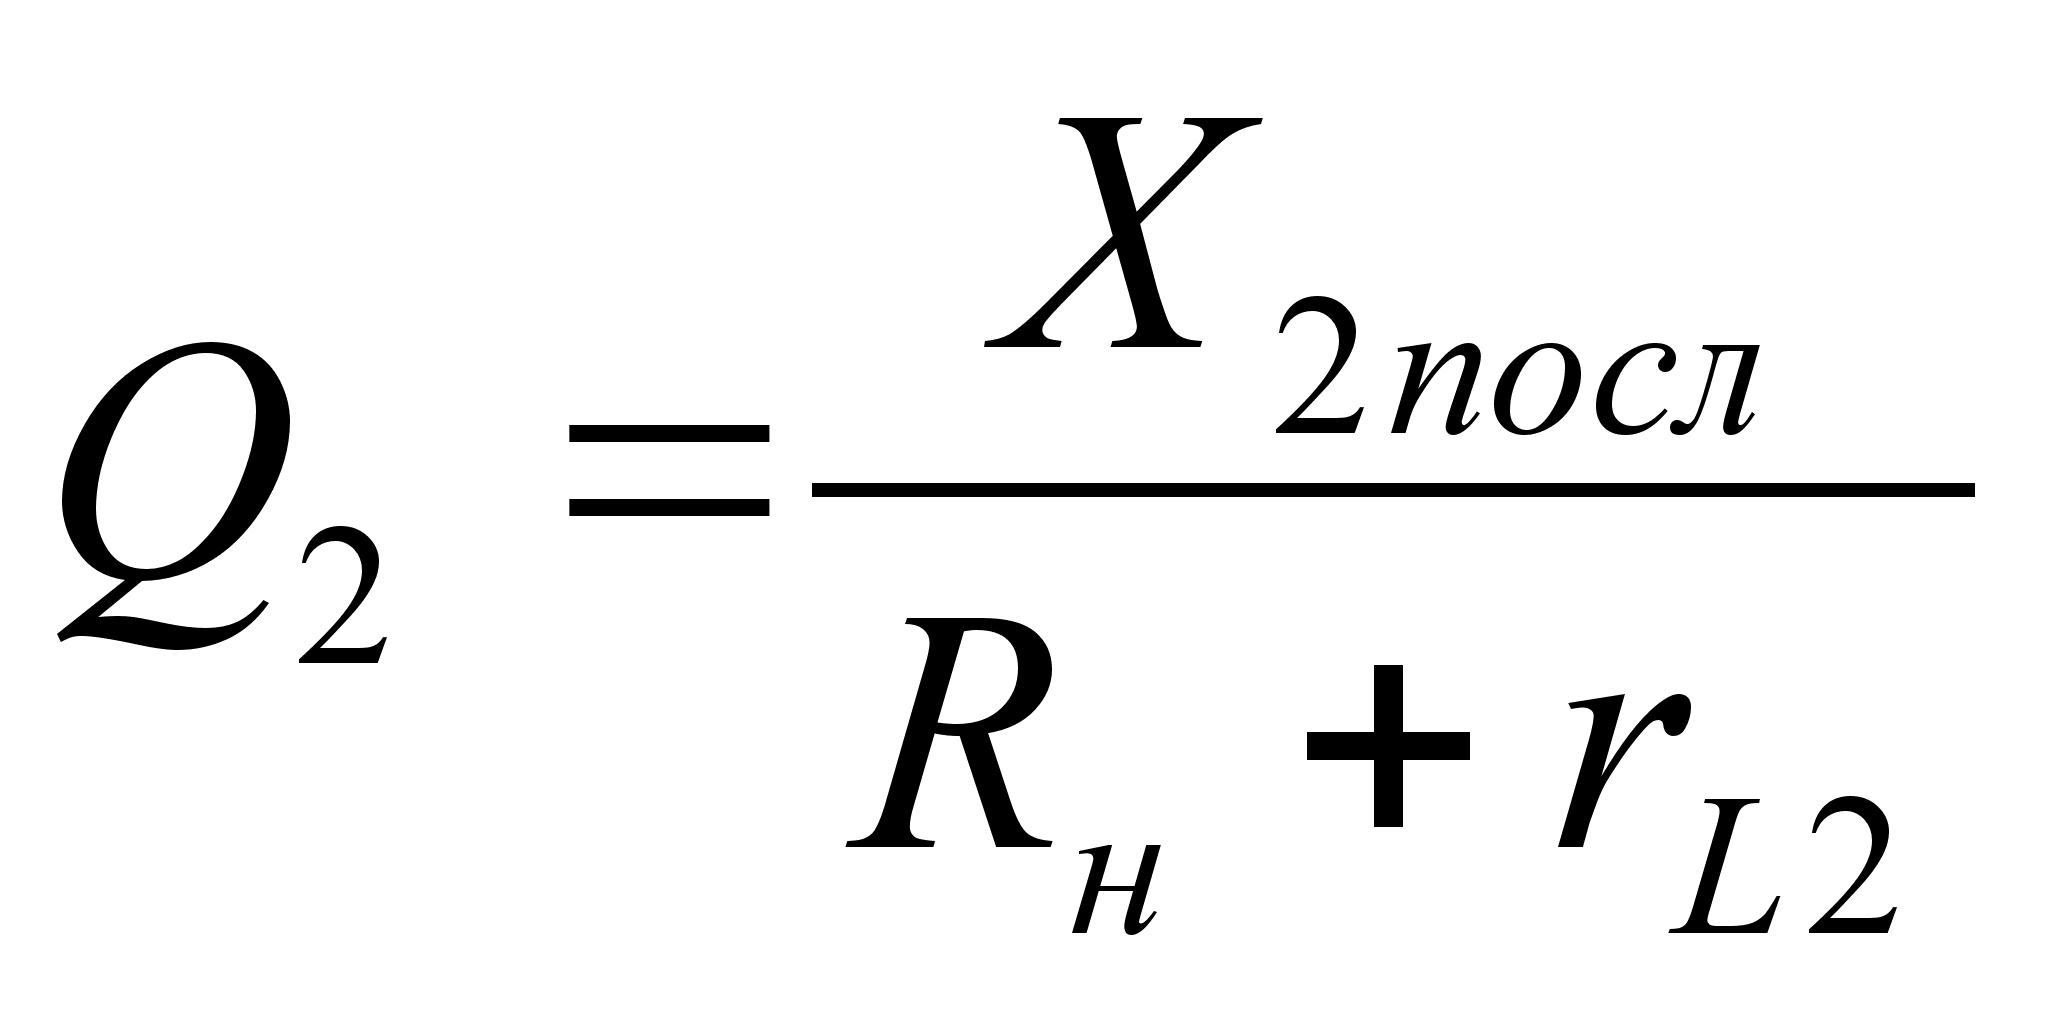 Q2 = X2посл / (Rн + rL2)